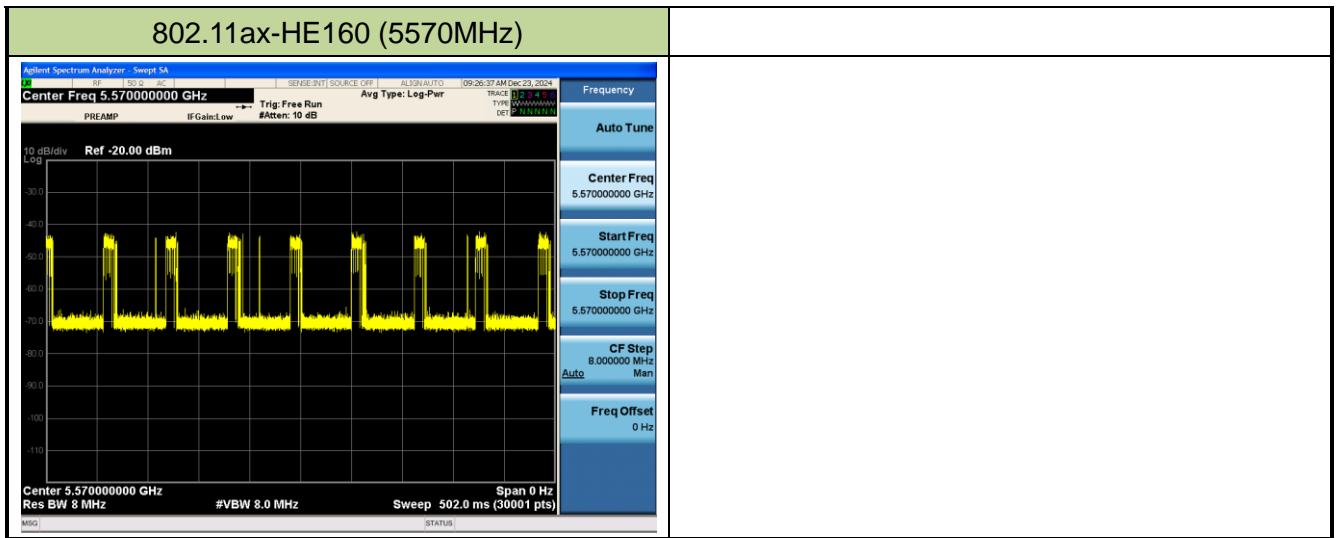 802.11ax-HE160 (5570MHz)
Agilent Spectrum Analyzer - Swept SA
RF 50 Ω AC SENSE:INT SOURCE OFF ALIGN AUTO 09:26:37 AM Dec 23, 2024
Center Freq 5.570000000 GHz
Avg Type: Log-Pwr
TRACE 1 2 3 4 5 6
Trig: Free Run
TYPE
PREAMP IFGain:Low #Atten: 10 dB
DET P N N N N N
Frequency
Auto Tune
10 dB/div Ref -20.00 dBm
Log
-30.0
-40.0
-50.0
-60.0
-70.0
-80.0
-90.0
-100
-110
Center Freq
5.570000000 GHz
Start Freq
5.570000000 GHz
Stop Freq
5.570000000 GHz
CF Step
8.000000 MHz
Auto Man
Freq Offset
0 Hz
Center 5.570000000 GHz Span 0 Hz
Res BW 8 MHz #VBW 8.0 MHz Sweep 502.0 ms (30001 pts)
MSG STATUS